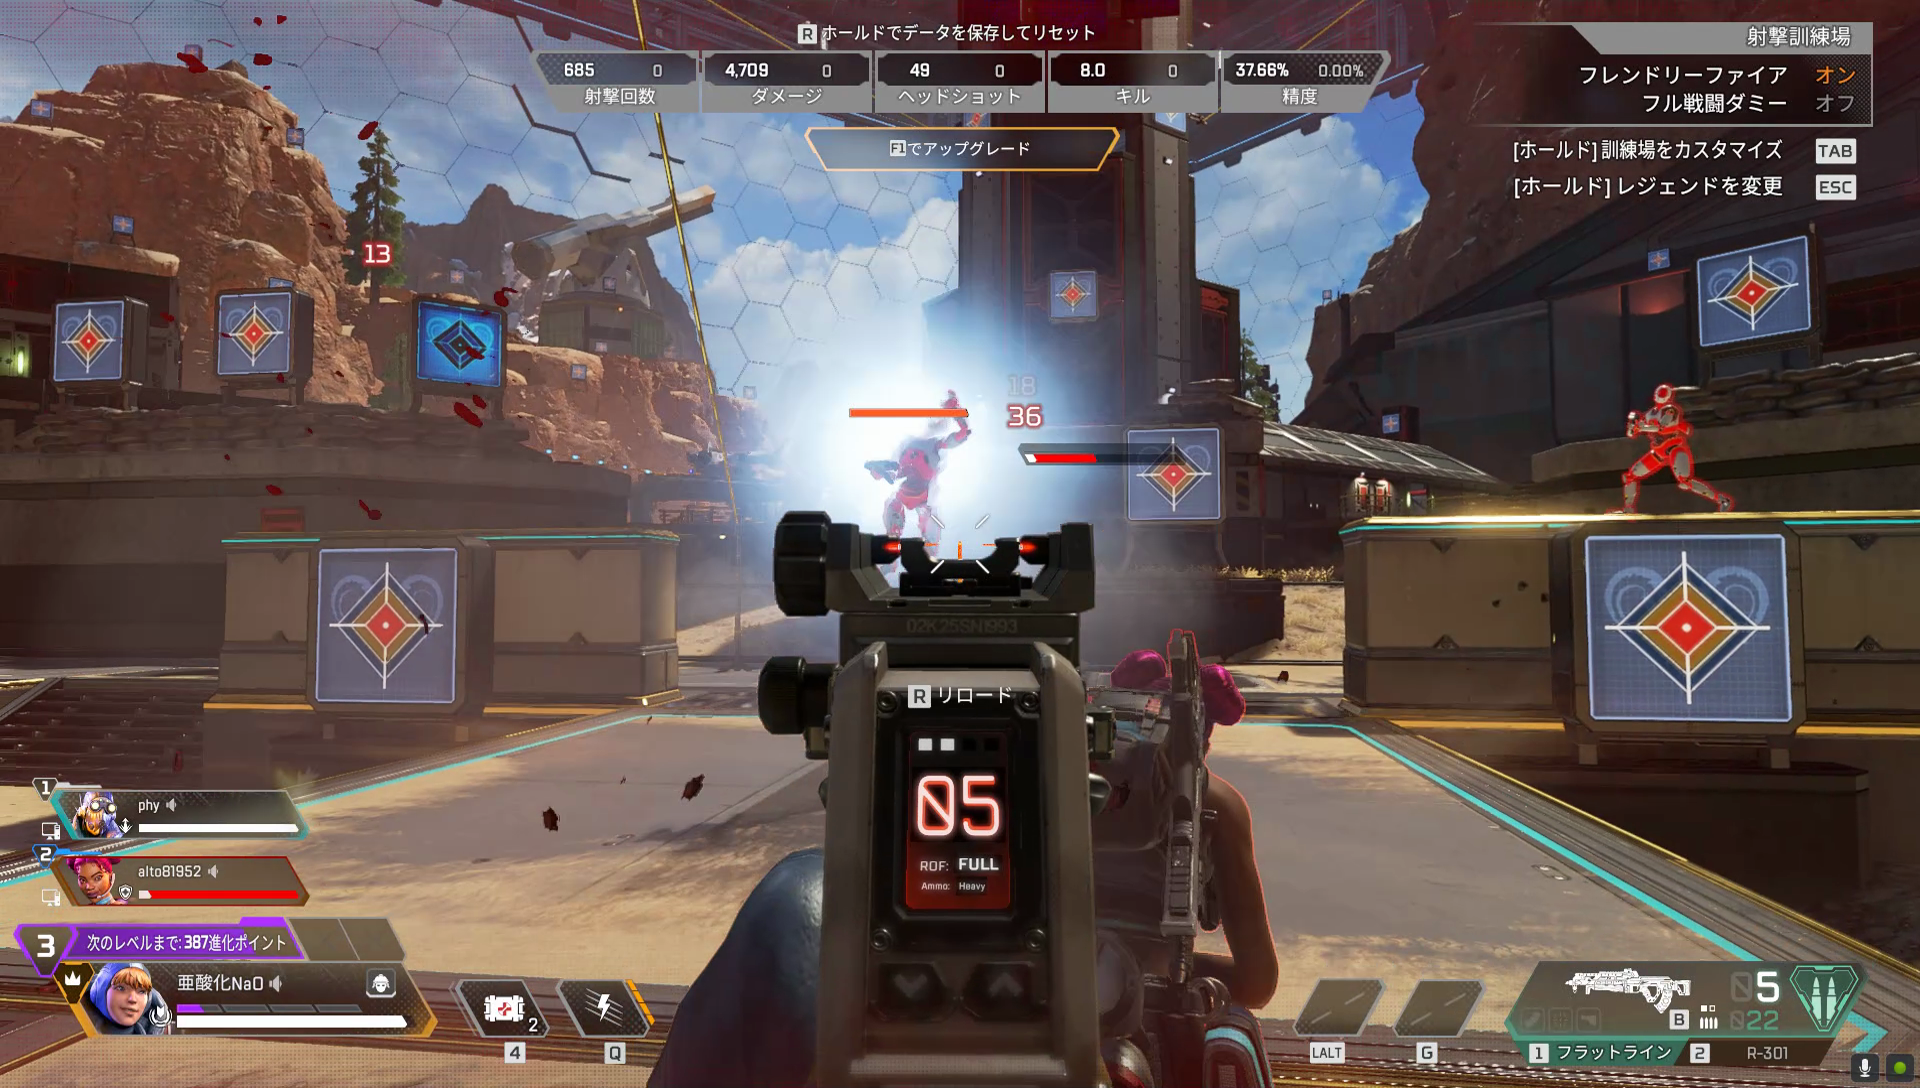 R ホールドでデータを保存してリセット
685 0 4,709 0 49 0 8.0 0 37.66% 0.00%
射撃回数 ダメージ ヘッドショット キル 精度
F1でアップグレード
射撃訓練場
フレンドリーファイア オン
フル戦闘ダミー オフ
[ホールド]訓練場をカスタマイズ TAB
[ホールド]レジェンドを変更 ESC
13
18
36
02K25SN1993
R リロード
05
ROF: FULL
Ammo: Heavy
1
phy
2
alto81952
3 次のレベルまで:387進化ポイント
亜酸化NaO
2
4 Q
LALT G
05
B 022
1 フラットライン 2 R-301